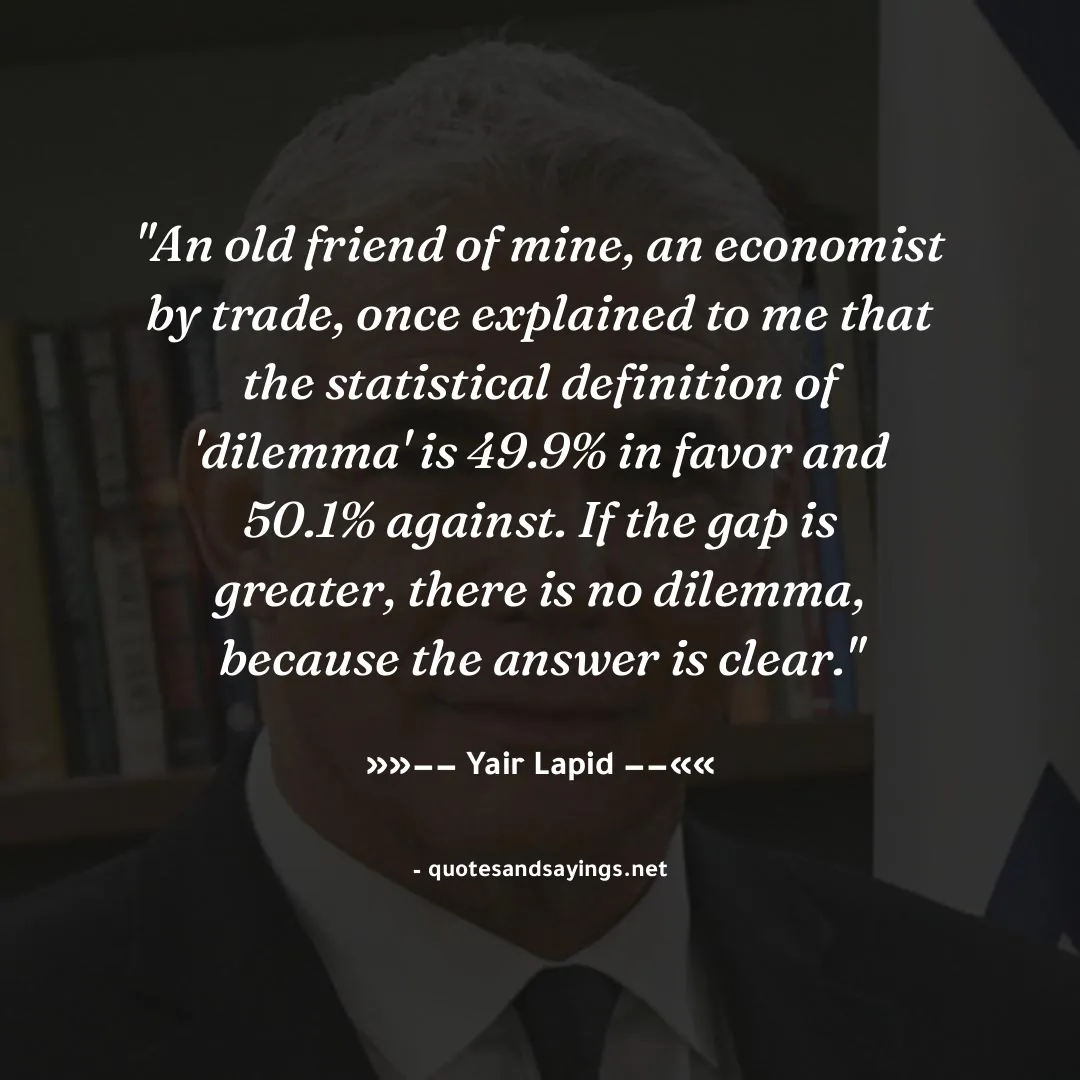 "An old friend of mine, an economist
by trade, once explained to me that
the statistical definition of
'dilemma' is 49.9% in favor and
50.1% against. If the gap is
greater, there is no dilemma,
because the answer is clear."
»»–– Yair Lapid ––««
- quotesandsayings.net